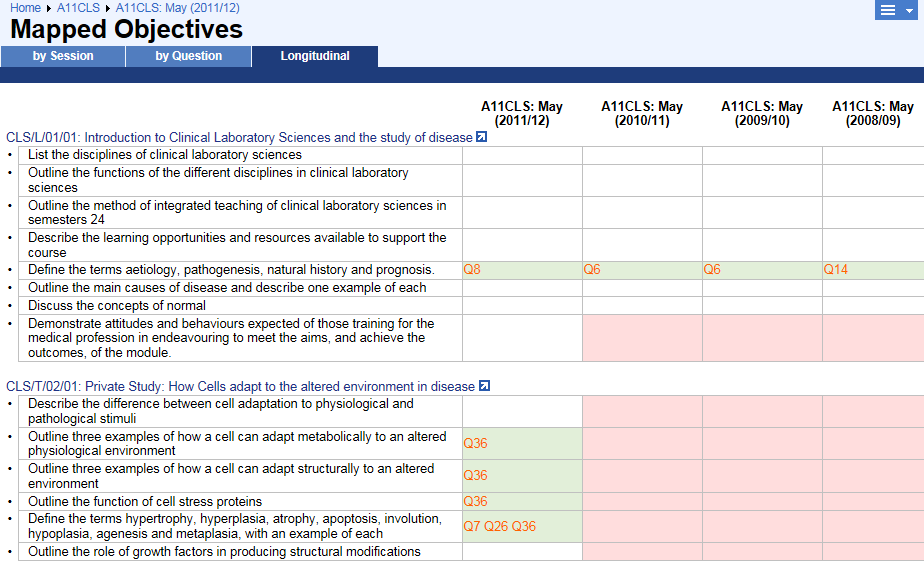 Home ▸ A11CLS ▸ A11CLS: May (2011/12)
Mapped Objectives
by Session by Question Longitudinal
A11CLS: May (2011/12) A11CLS: May (2010/11) A11CLS: May (2009/10) A11CLS: May (2008/09)
CLS/L/01/01: Introduction to Clinical Laboratory Sciences and the study of disease
• List the disciplines of clinical laboratory sciences
• Outline the functions of the different disciplines in clinical laboratory
sciences
• Outline the method of integrated teaching of clinical laboratory sciences in
semesters 24
• Describe the learning opportunities and resources available to support the
course
• Define the terms aetiology, pathogenesis, natural history and prognosis. Q8 Q6 Q6 Q14
• Outline the main causes of disease and describe one example of each
• Discuss the concepts of normal
• Demonstrate attitudes and behaviours expected of those training for the
medical profession in endeavouring to meet the aims, and achieve the
outcomes, of the module.
CLS/T/02/01: Private Study: How Cells adapt to the altered environment in disease
• Describe the difference between cell adaptation to physiological and
pathological stimuli
• Outline three examples of how a cell can adapt metabolically to an altered
physiological environment Q36
• Outline three examples of how a cell can adapt structurally to an altered
environment Q36
• Outline the function of cell stress proteins Q36
• Define the terms hypertrophy, hyperplasia, atrophy, apoptosis, involution,
hypoplasia, agenesis and metaplasia, with an example of each Q7 Q26 Q36
• Outline the role of growth factors in producing structural modifications